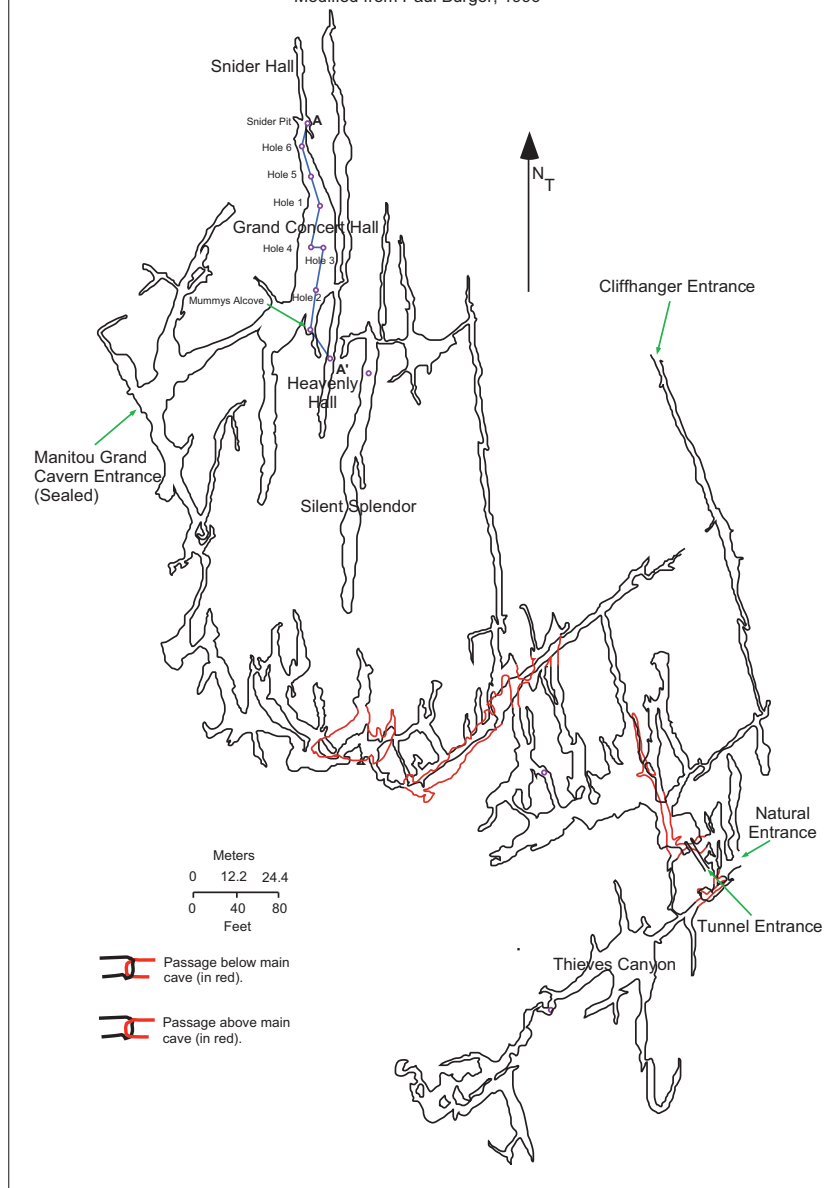 Snider Hall
Snider Pit
A
Hole 6
Hole 5
Hole 1
Grand Concert Hall
Hole 4
Hole 3
Hole 2
Mummys Alcove
A'
Heavenly
Hall
N
T
Cliffhanger Entrance
Manitou Grand
Cavern Entrance
(Sealed)
Silent Splendor
Natural
Entrance
Tunnel Entrance
Meters
0 12.2 24.4
0 40 80
Feet
Passage below main
cave (in red).
Passage above main
cave (in red).
Thieves Canyon